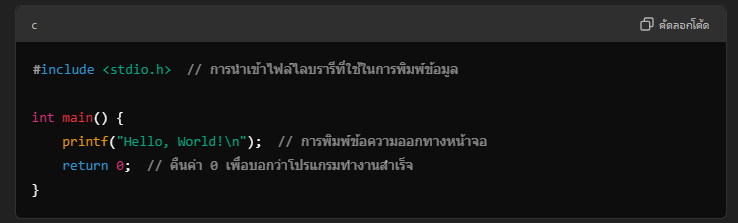 c
คัดลอกโค้ด
#include <stdio.h>  // การนำเข้าไฟล์ไลบรารีที่ใช้ในการพิมพ์ข้อมูล
int main() {
    printf("Hello, World!\n");  // การพิมพ์ข้อความออกทางหน้าจอ
    return 0;  // คืนค่า 0 เพื่อบอกว่าโปรแกรมทำงานสำเร็จ
}